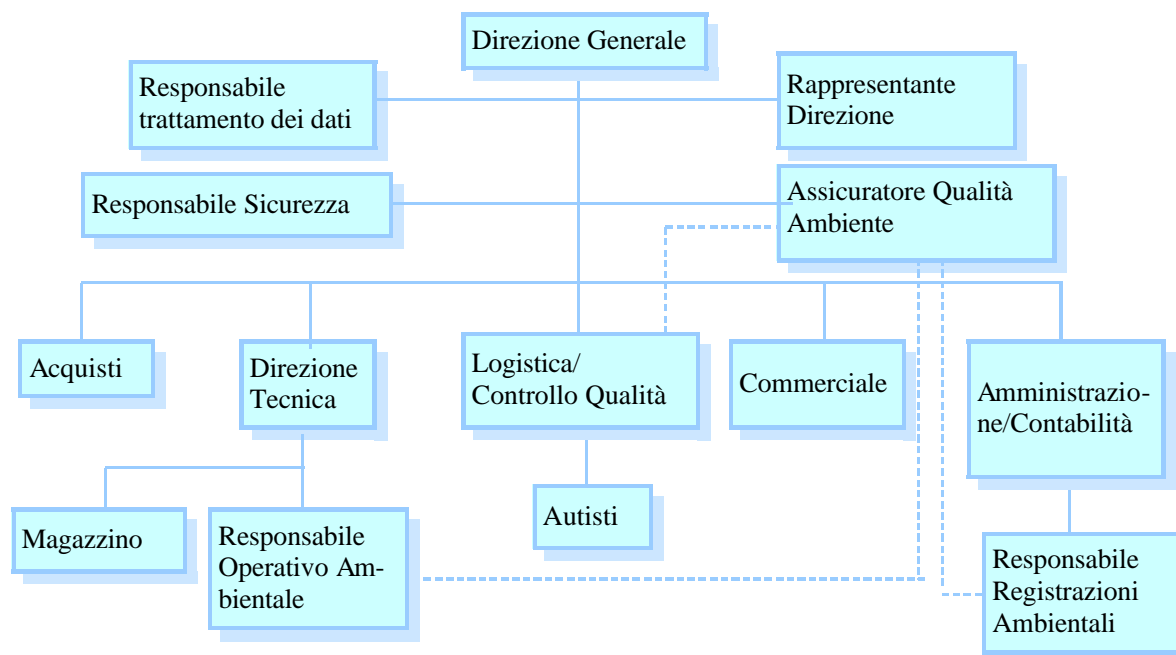 Direzione Generale
Responsabile
trattamento dei dati
Rappresentante
Direzione
Responsabile Sicurezza
Assicuratore Qualità
Ambiente
Acquisti
Direzione
Tecnica
Logistica/
Controllo Qualità
Commerciale
Amministrazio-
ne/Contabilità
Magazzino
Responsabile
Operativo Am-
bientale
Autisti
Responsabile
Registrazioni
Ambientali